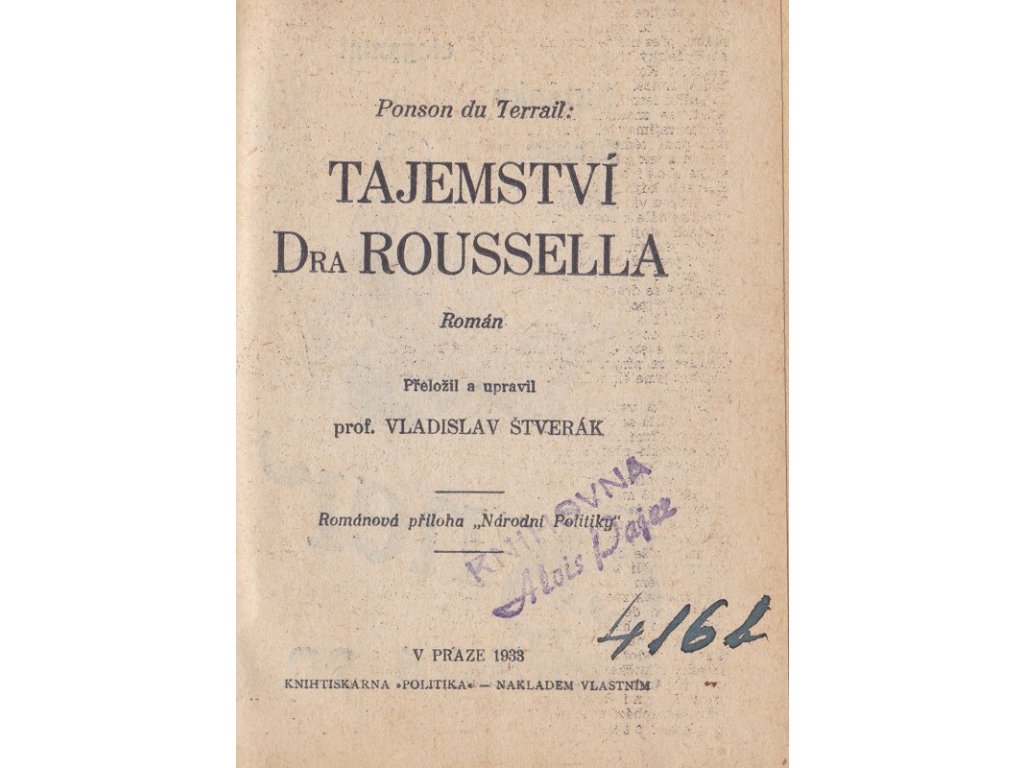 Ponson du Terrail:
TAJEMSTVÍ
DRA ROUSSELLA
Román
Přeložil a upravil
prof. VLADISLAV ŠTVERÁK
Románová příloha „Národní Politiky“
KNIHOVNA
Alois Pajer
416
V PRAZE 1933
KNIHTISKÁRNA »POLITIKA« — NÁKLADEM VLASTNÍM